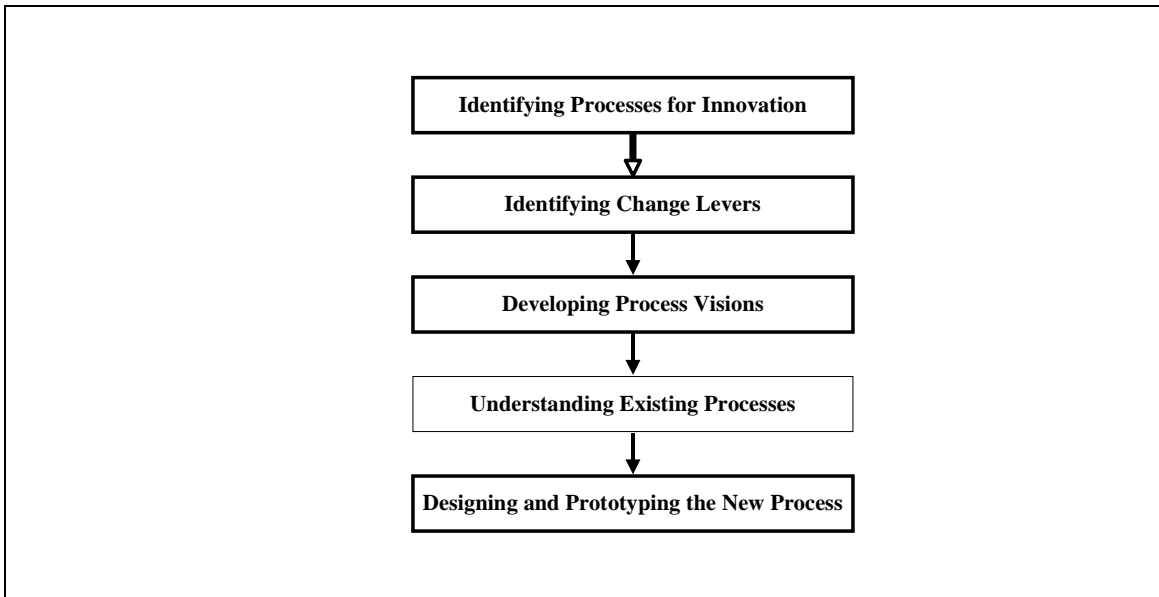 Identifying Processes for Innovation
Identifying Change Levers
Developing Process Visions
Understanding Existing Processes
Designing and Prototyping the New Process